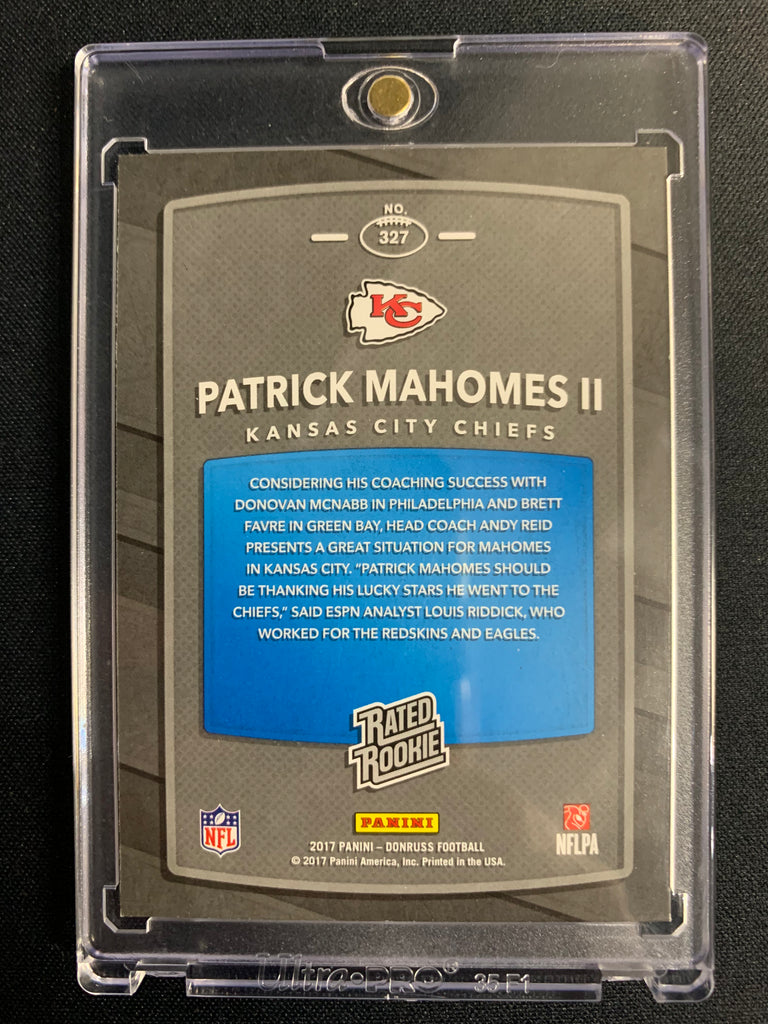 NO.
327
KC
PATRICK MAHOMES II
KANSAS CITY CHIEFS
CONSIDERING HIS COACHING SUCCESS WITH
DONOVAN MCNABB IN PHILADELPHIA AND BRETT
FAVRE IN GREEN BAY, HEAD COACH ANDY REID
PRESENTS A GREAT SITUATION FOR MAHOMES
IN KANSAS CITY. "PATRICK MAHOMES SHOULD
BE THANKING HIS LUCKY STARS HE WENT TO THE
CHIEFS," SAID ESPN ANALYST LOUIS RIDDICK, WHO
WORKED FOR THE REDSKINS AND EAGLES.
RATED
ROOKIE
NFL
PANINI
NFLPA
2017 PANINI – DONRUSS FOOTBALL
© 2017 Panini America, Inc. Printed in the USA.
Ultra•PRO® 35 F1